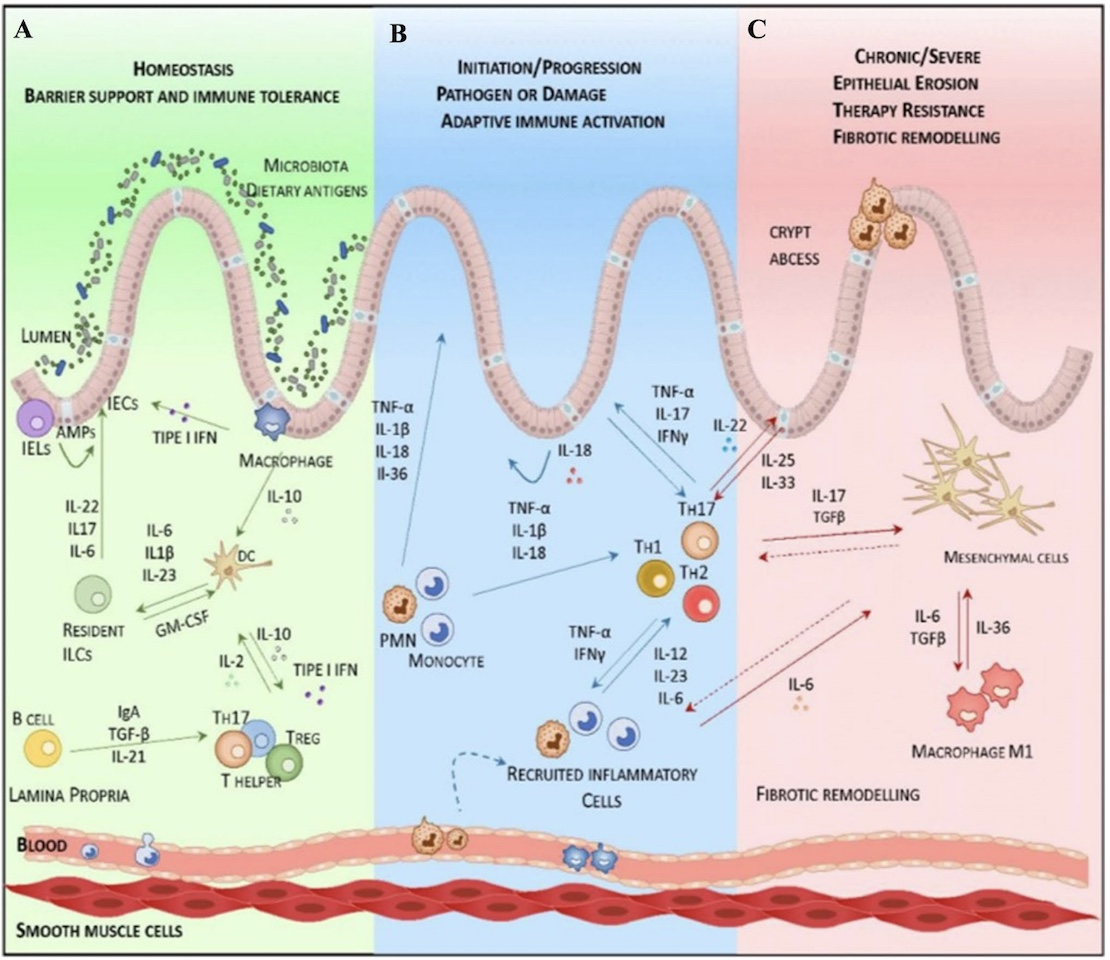 A
HOMEOSTASIS
BARRIER SUPPORT AND IMMUNE TOLERANCE
MICROBIOTA
DIETARY ANTIGENS
LUMEN
IECs
AMPs
IELs
TIPE I IFN
MACROPHAGE
IL-10
IL-22
IL17
IL-6
IL-6
IL1β
IL-23
DC
GM-CSF
RESIDENT
ILCs
IL-10
IL-2
TIPE I IFN
B CELL
IgA
TGF-β
IL-21
TH17
TREG
T HELPER
LAMINA PROPRIA
BLOOD
SMOOTH MUSCLE CELLS
B
INITIATION/PROGRESSION
PATHOGEN OR DAMAGE
ADAPTIVE IMMUNE ACTIVATION
TNF-α
IL-1β
IL-18
Il-36
IL-18
TNF-α
IL-1β
IL-18
TNF-α
IL-17
IFNγ
IL-22
TH17
TH1
TH2
PMN
MONOCYTE
TNF-α
IFNγ
IL-12
IL-23
IL-6
RECRUITED INFLAMMATORY
CELLS
C
CHRONIC/SEVERE
EPITHELIAL EROSION
THERAPY RESISTANCE
FIBROTIC REMODELLING
CRYPT
ABCESS
IL-25
IL-33
IL-17
TGFβ
MESENCHYMAL CELLS
IL-6
TGFβ
IL-36
IL-6
MACROPHAGE M1
FIBROTIC REMODELLING